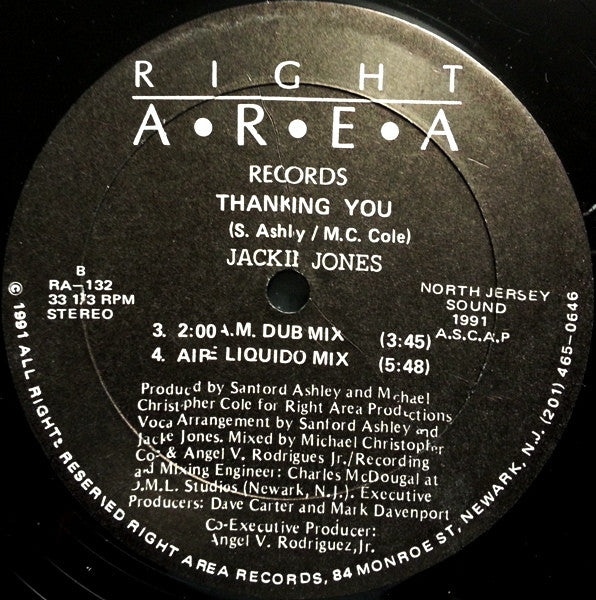 RIGHT
A•R•E•A
RECORDS
THANKING YOU
(S. Ashly / M.C. Cole)
JACKII JONES
B
RA-132
33 1/3 RPM
STEREO
NORTH JERSEY
SOUND
1991
A.S.C.A.P
3. 2:00 A.M. DUB MIX (3:45)
4. AIRE LIQUIDO MIX (5:48)
Produced by Sanford Ashley and Michael
Christopher Cole for Right Area Productions
Vocal Arrangement by Sanford Ashley and
Jackie Jones. Mixed by Michael Christopher
& Angel V. Rodrigues Jr./Recording
and Mixing Engineer: Charles McDougal at
D.M.L. Studios (Newark, N.J.). Executive
Producers: Dave Carter and Mark Davenport
Co-Executive Producer:
Angel V. Rodriguez, Jr.
© 1991 ALL RIGHTS RESERVED RIGHT AREA RECORDS, 84 MONROE ST, NEWARK, N.J. (201) 465-0646